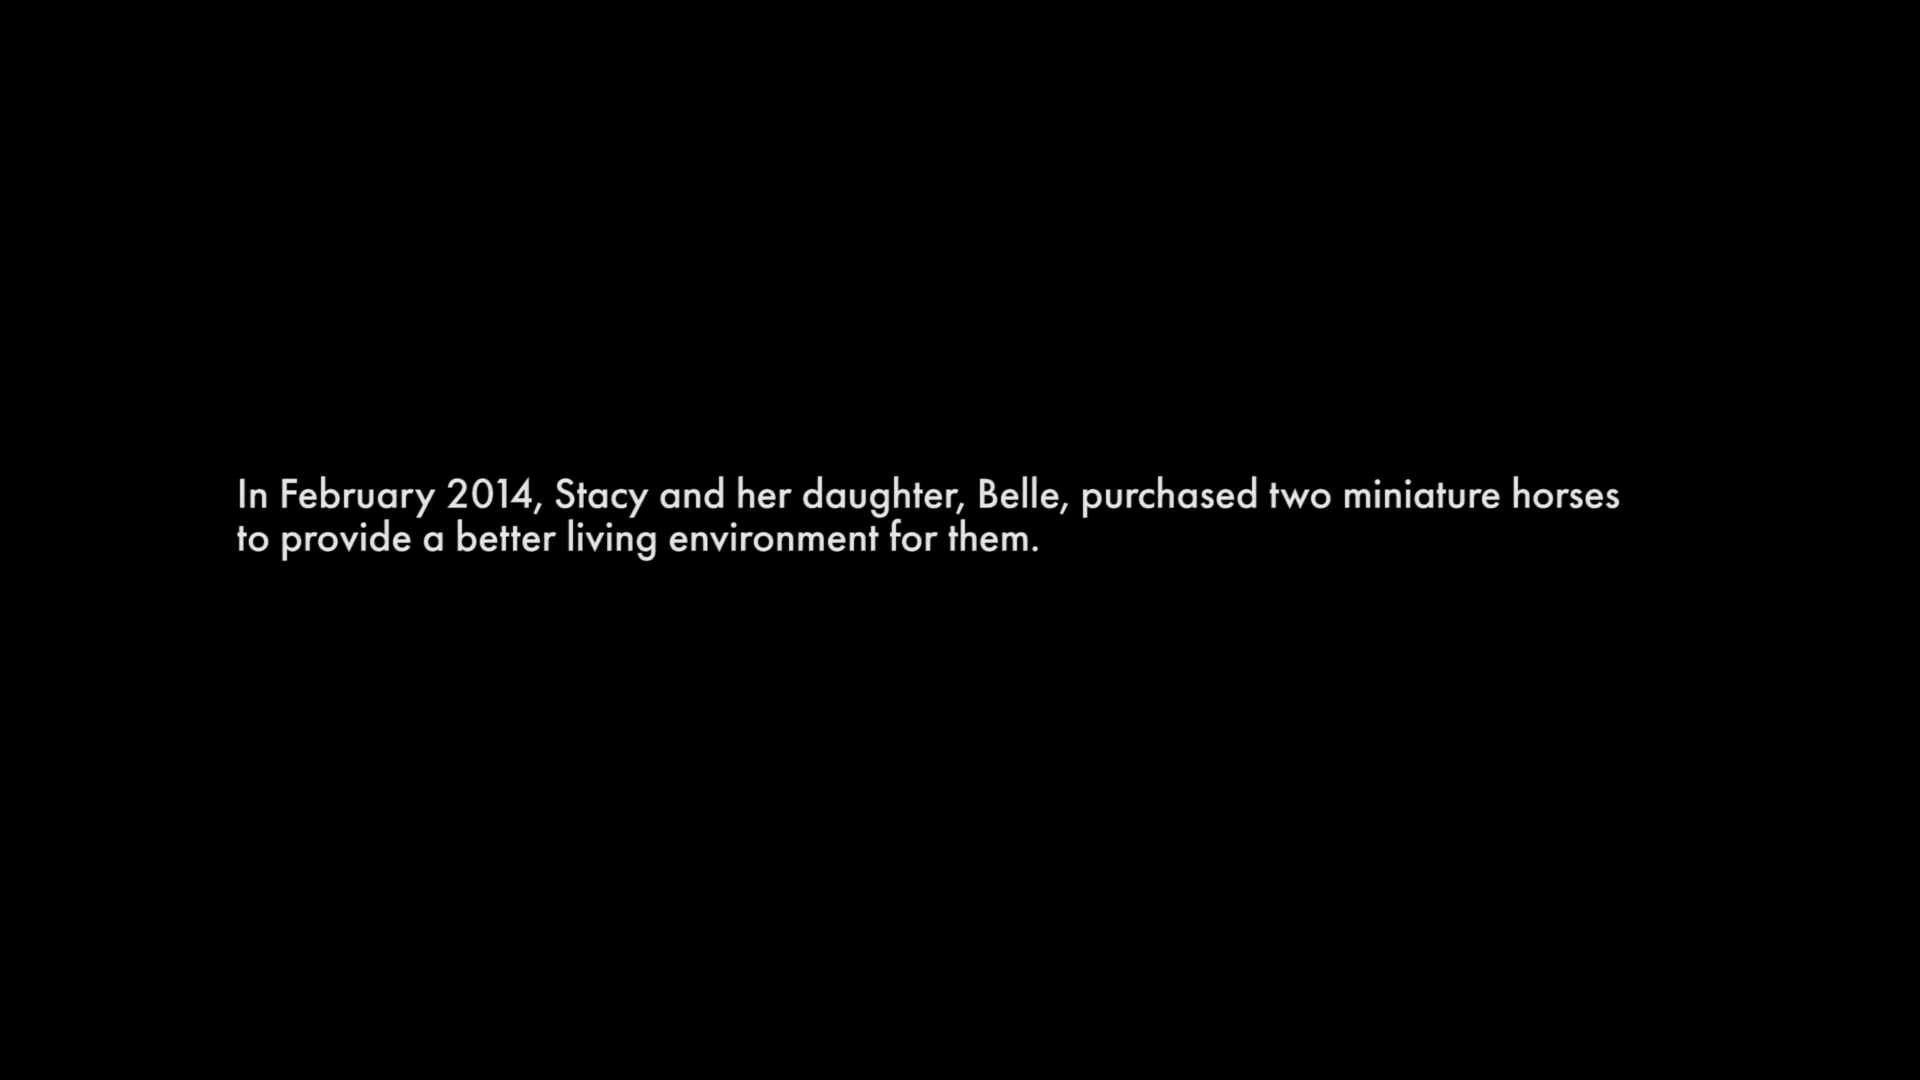 In February 2014, Stacy and her daughter, Belle, purchased two miniature horses
to provide a better living environment for them.